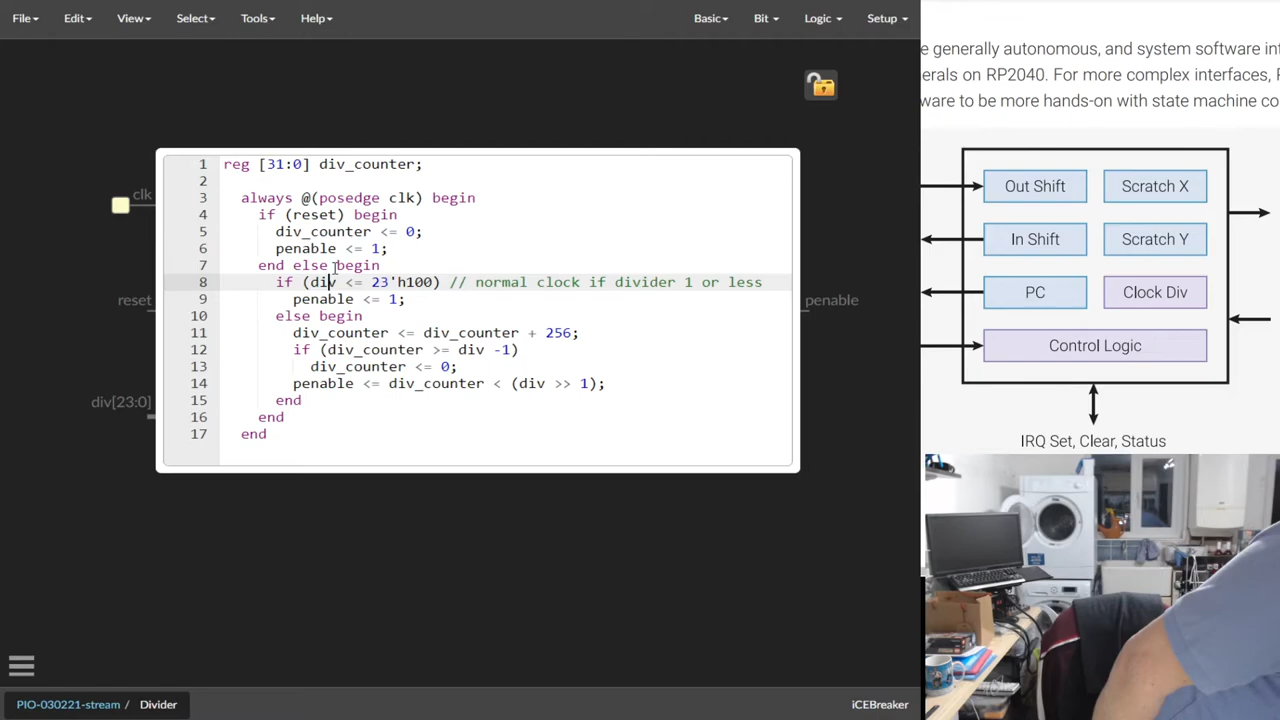 File Edit View Select Tools Help Basic Bit Logic Setup
clk
reset
div[23:0]
penable
1 reg [31:0] div_counter;
2
3 always @(posedge clk) begin
4 if (reset) begin
5 div_counter <= 0;
6 penable <= 1;
7 end else begin
8 if (div <= 23'h100) // normal clock if divider 1 or less
9 penable <= 1;
10 else begin
11 div_counter <= div_counter + 256;
12 if (div_counter >= div -1)
13 div_counter <= 0;
14 penable <= div_counter < (div >> 1);
15 end
16 end
17 end
PIO-030221-stream / Divider
iCEBreaker
e generally autonomous, and system software int
erals on RP2040. For more complex interfaces, P
ware to be more hands-on with state machine co
Out Shift Scratch X
In Shift Scratch Y
PC Clock Div
Control Logic
IRQ Set, Clear, Status